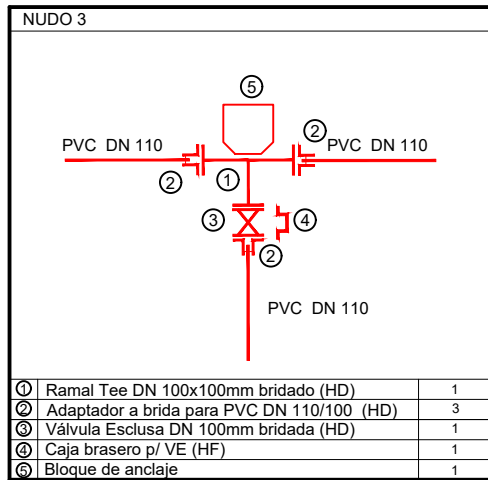 NUDO 3
5
PVC DN 110
2
PVC DN 110
2
1
3
4
2
PVC DN 110
1 Ramal Tee DN 100x100mm bridado (HD) 1
2 Adaptador a brida para PVC DN 110/100 (HD) 3
3 Válvula Esclusa DN 100mm bridada (HD) 1
4 Caja brasero p/ VE (HF) 1
5 Bloque de anclaje 1